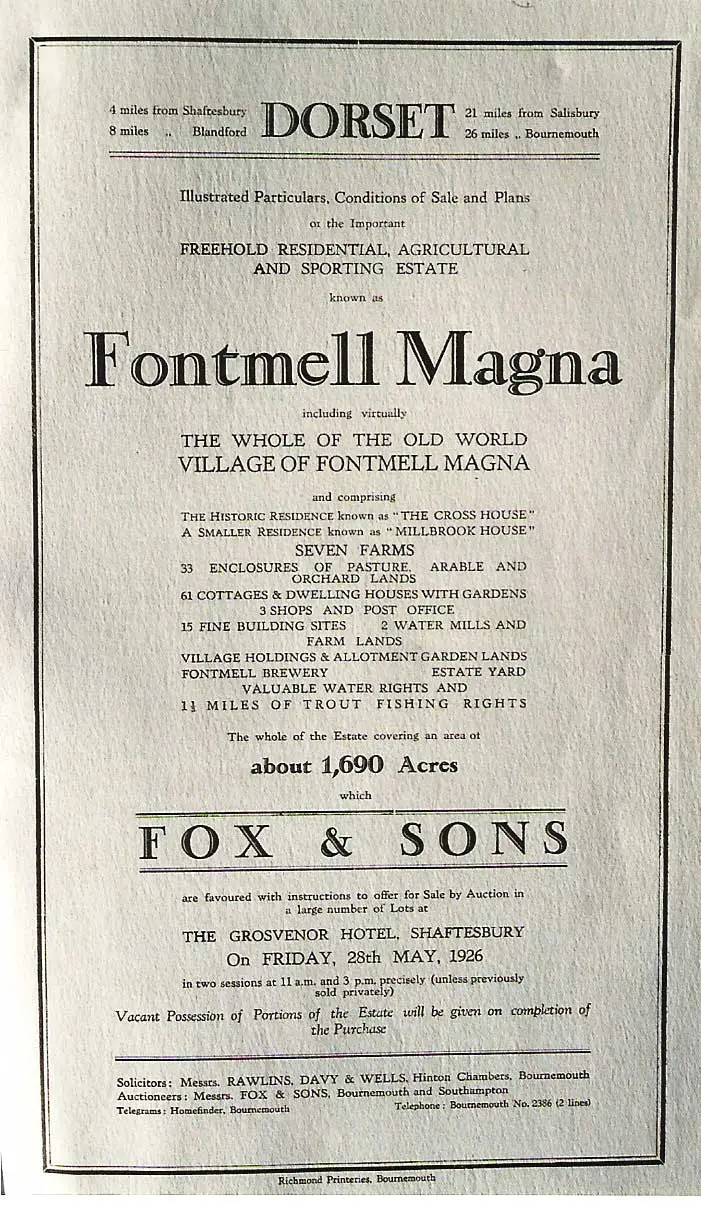 4 miles from Shaftesbury DORSET 21 miles from Salisbury
8 miles ,, Blandford 26 miles ,, Bournemouth
Illustrated Particulars, Conditions of Sale and Plans
of the Important
FREEHOLD RESIDENTIAL, AGRICULTURAL
AND SPORTING ESTATE
known as
Fontmell Magna
including virtually
THE WHOLE OF THE OLD WORLD
VILLAGE OF FONTMELL MAGNA
and comprising
THE HISTORIC RESIDENCE known as "THE CROSS HOUSE"
A SMALLER RESIDENCE known as "MILLBROOK HOUSE"
SEVEN FARMS
33 ENCLOSURES OF PASTURE, ARABLE AND
ORCHARD LANDS
61 COTTAGES & DWELLING HOUSES WITH GARDENS
3 SHOPS AND POST OFFICE
15 FINE BUILDING SITES 2 WATER MILLS AND
FARM LANDS
VILLAGE HOLDINGS & ALLOTMENT GARDEN LANDS
FONTMELL BREWERY ESTATE YARD
VALUABLE WATER RIGHTS AND
MILES OF TROUT FISHING RIGHTS
The whole of the Estate covering an area of
about 1,690 Acres
which
FOX & SONS
are favoured with instructions to offer for Sale by Auction in
a large number of Lots at
THE GROSVENOR HOTEL, SHAFTESBURY
On FRIDAY, 28th MAY, 1926
in two sessions at 11 a.m. and 3 p.m. precisely (unless previously
sold privately)
Vacant Possession of Portions of the Estate will be given on completion of
the Purchase
Solicitors: Messrs. RAWLINS, DAVY & WELLS, Hinton Chambers, Bournemouth
Auctioneers: Messrs. FOX & SONS, Bournemouth and Southampton
Telegrams: Homefinder, Bournemouth Telephone: Bournemouth No. 2386 (2 lines)
Richmond Printeries, Bournemouth